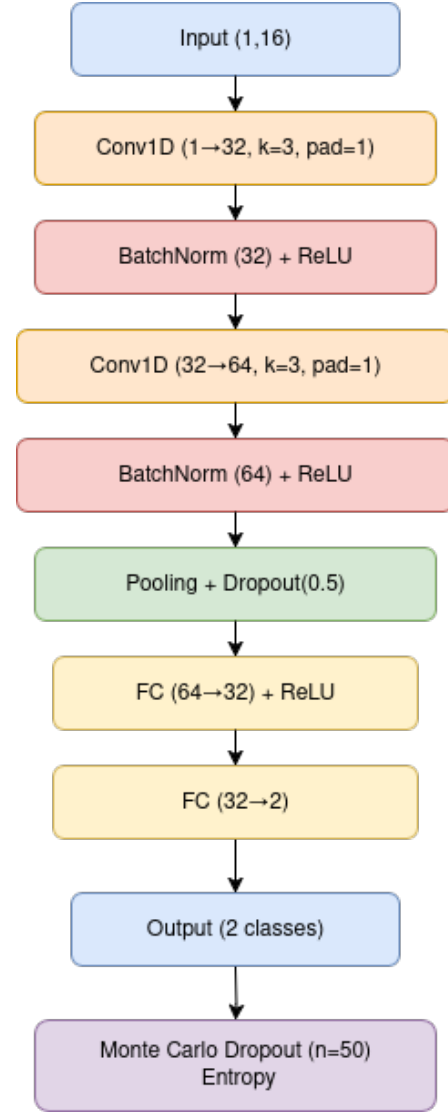 Input (1,16)
Conv1D (1→32, k=3, pad=1)
BatchNorm (32) + ReLU
Conv1D (32→64, k=3, pad=1)
BatchNorm (64) + ReLU
Pooling + Dropout(0.5)
FC (64→32) + ReLU
FC (32→2)
Output (2 classes)
Monte Carlo Dropout (n=50)
Entropy